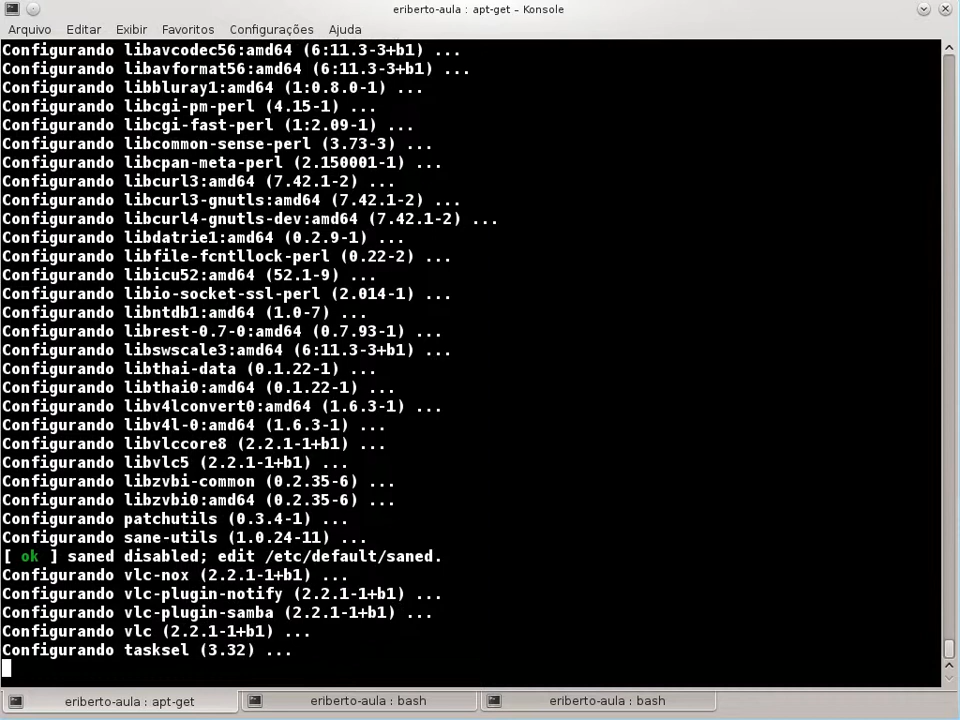 eriberto-aula : apt-get – Konsole
Arquivo Editar Exibir Favoritos Configurações Ajuda
Configurando libavcodec56:amd64 (6:11.3-3+b1) ...
Configurando libavformat56:amd64 (6:11.3-3+b1) ...
Configurando libbluray1:amd64 (1:0.8.0-1) ...
Configurando libcgi-pm-perl (4.15-1) ...
Configurando libcgi-fast-perl (1:2.09-1) ...
Configurando libcommon-sense-perl (3.73-3) ...
Configurando libcpan-meta-perl (2.150001-1) ...
Configurando libcurl3:amd64 (7.42.1-2) ...
Configurando libcurl3-gnutls:amd64 (7.42.1-2) ...
Configurando libcurl4-gnutls-dev:amd64 (7.42.1-2) ...
Configurando libdatrie1:amd64 (0.2.9-1) ...
Configurando libfile-fcntllock-perl (0.22-2) ...
Configurando libicu52:amd64 (52.1-9) ...
Configurando libio-socket-ssl-perl (2.014-1) ...
Configurando libntdb1:amd64 (1.0-7) ...
Configurando librest-0.7-0:amd64 (0.7.93-1) ...
Configurando libswscale3:amd64 (6:11.3-3+b1) ...
Configurando libthai-data (0.1.22-1) ...
Configurando libthai0:amd64 (0.1.22-1) ...
Configurando libv4lconvert0:amd64 (1.6.3-1) ...
Configurando libv4l-0:amd64 (1.6.3-1) ...
Configurando libvlccore8 (2.2.1-1+b1) ...
Configurando libvlc5 (2.2.1-1+b1) ...
Configurando libzvbi-common (0.2.35-6) ...
Configurando libzvbi0:amd64 (0.2.35-6) ...
Configurando patchutils (0.3.4-1) ...
Configurando sane-utils (1.0.24-11) ...
[ ok ] saned disabled; edit /etc/default/saned.
Configurando vlc-nox (2.2.1-1+b1) ...
Configurando vlc-plugin-notify (2.2.1-1+b1) ...
Configurando vlc-plugin-samba (2.2.1-1+b1) ...
Configurando vlc (2.2.1-1+b1) ...
Configurando tasksel (3.32) ...
eriberto-aula : apt-get eriberto-aula : bash eriberto-aula : bash